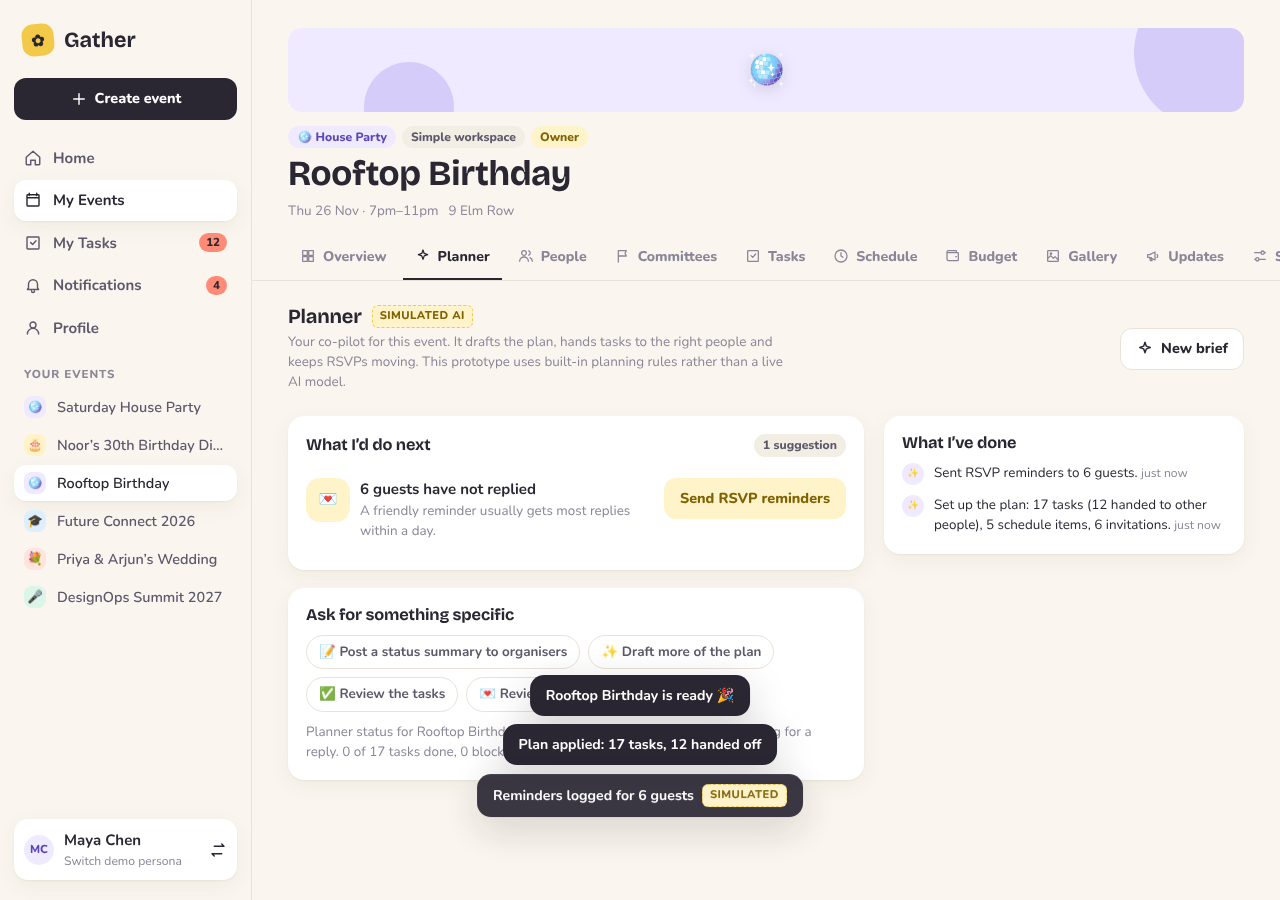 Gather
Create event
Home
My Events
My Tasks 12
Notifications 4
Profile
YOUR EVENTS
Saturday House Party
Noor's 30th Birthday Di...
Rooftop Birthday
Future Connect 2026
Priya & Arjun's Wedding
DesignOps Summit 2027
MC Maya Chen
Switch demo persona
House Party Simple workspace Owner
Rooftop Birthday
Thu 26 Nov · 7pm–11pm 9 Elm Row
Overview Planner People Committees Tasks Schedule Budget Gallery Updates
Planner SIMULATED AI
Your co-pilot for this event. It drafts the plan, hands tasks to the right people and
keeps RSVPs moving. This prototype uses built-in planning rules rather than a live
AI model.
New brief
What I'd do next 1 suggestion
6 guests have not replied
A friendly reminder usually gets most replies
within a day.
Send RSVP reminders
What I've done
Sent RSVP reminders to 6 guests. just now
Set up the plan: 17 tasks (12 handed to other
people), 5 schedule items, 6 invitations. just now
Ask for something specific
📝 Post a status summary to organisers ✨ Draft more of the plan
✅ Review the tasks 💌
Rooftop Birthday is ready 🎉
Planner status for Rooftop for a
reply. 0 of 17 tasks done, 0
Plan applied: 17 tasks, 12 handed off
Reminders logged for 6 guests SIMULATED